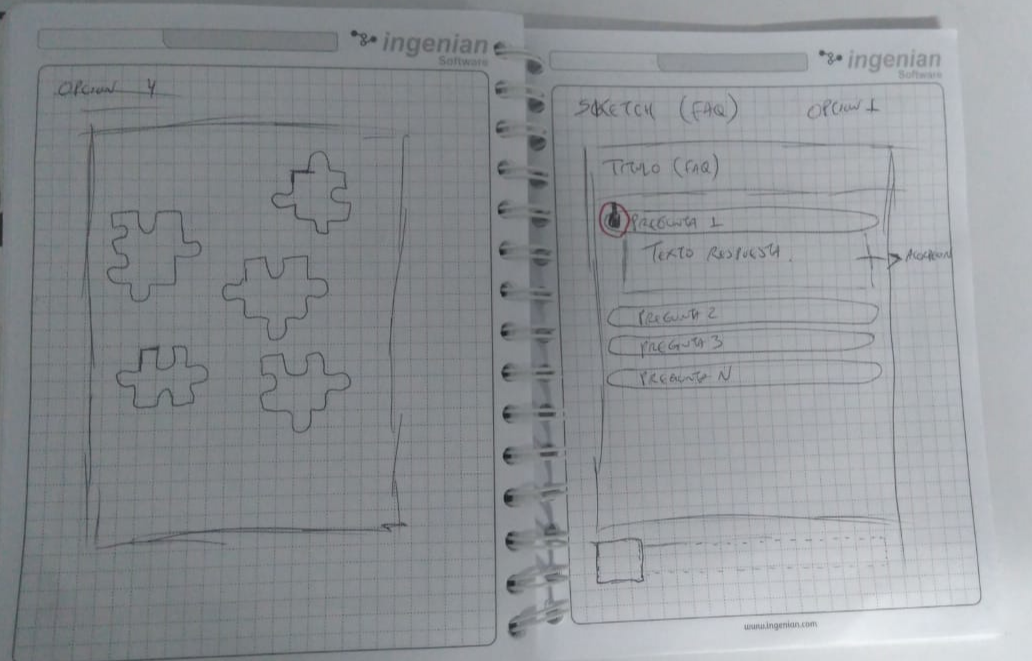 ingenian
Software
OPCION 4
ingenian
Software
SKETCH (FAQ) OPCION 1
TITULO (FAQ)
PREGUNTA 1
TEXTO RESPUESTA.
PREGUNTA 2
PREGUNTA 3
PREGUNTA N
www.ingenian.com